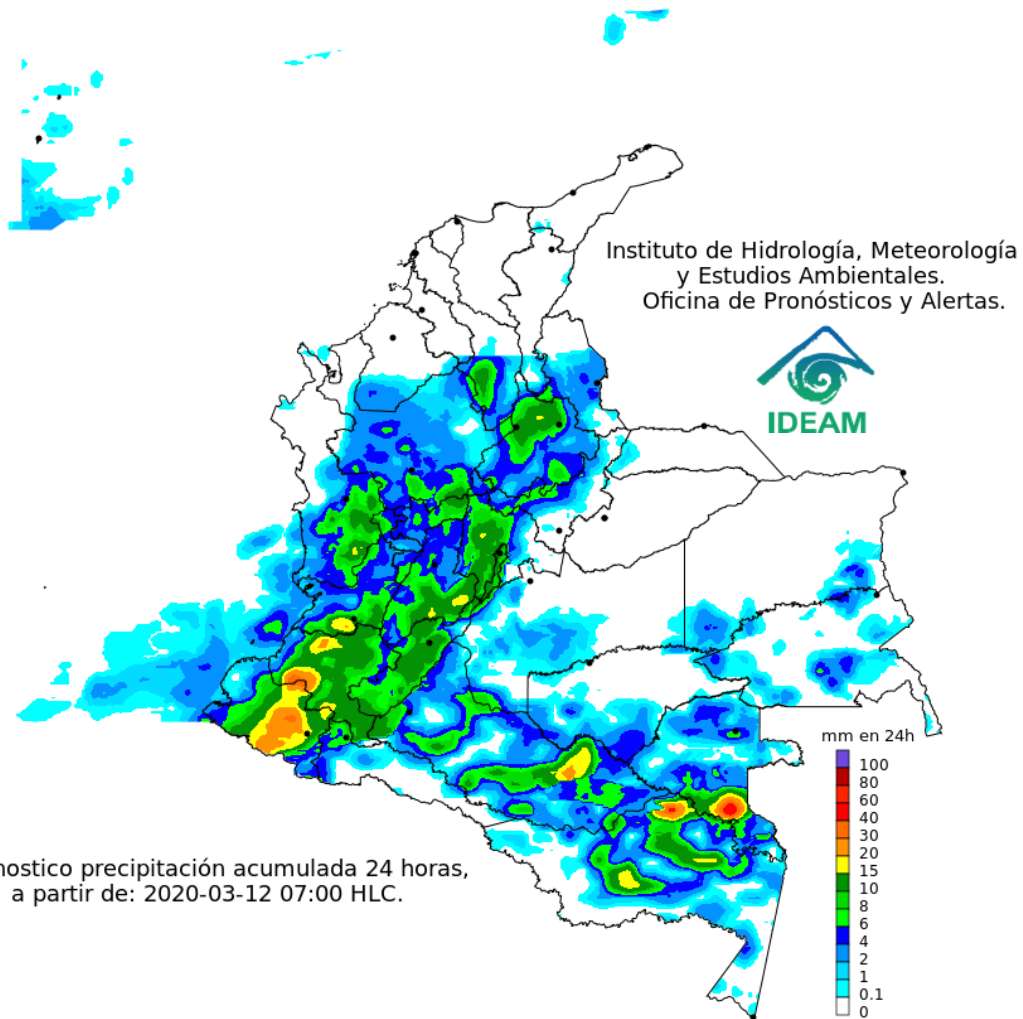 Instituto de Hidrología, Meteorología
y Estudios Ambientales.
Oficina de Pronósticos y Alertas.
IDEAM
mm en 24h
100
80
60
40
30
20
15
10
8
6
4
2
1
0.1
0
nostico precipitación acumulada 24 horas,
a partir de: 2020-03-12 07:00 HLC.